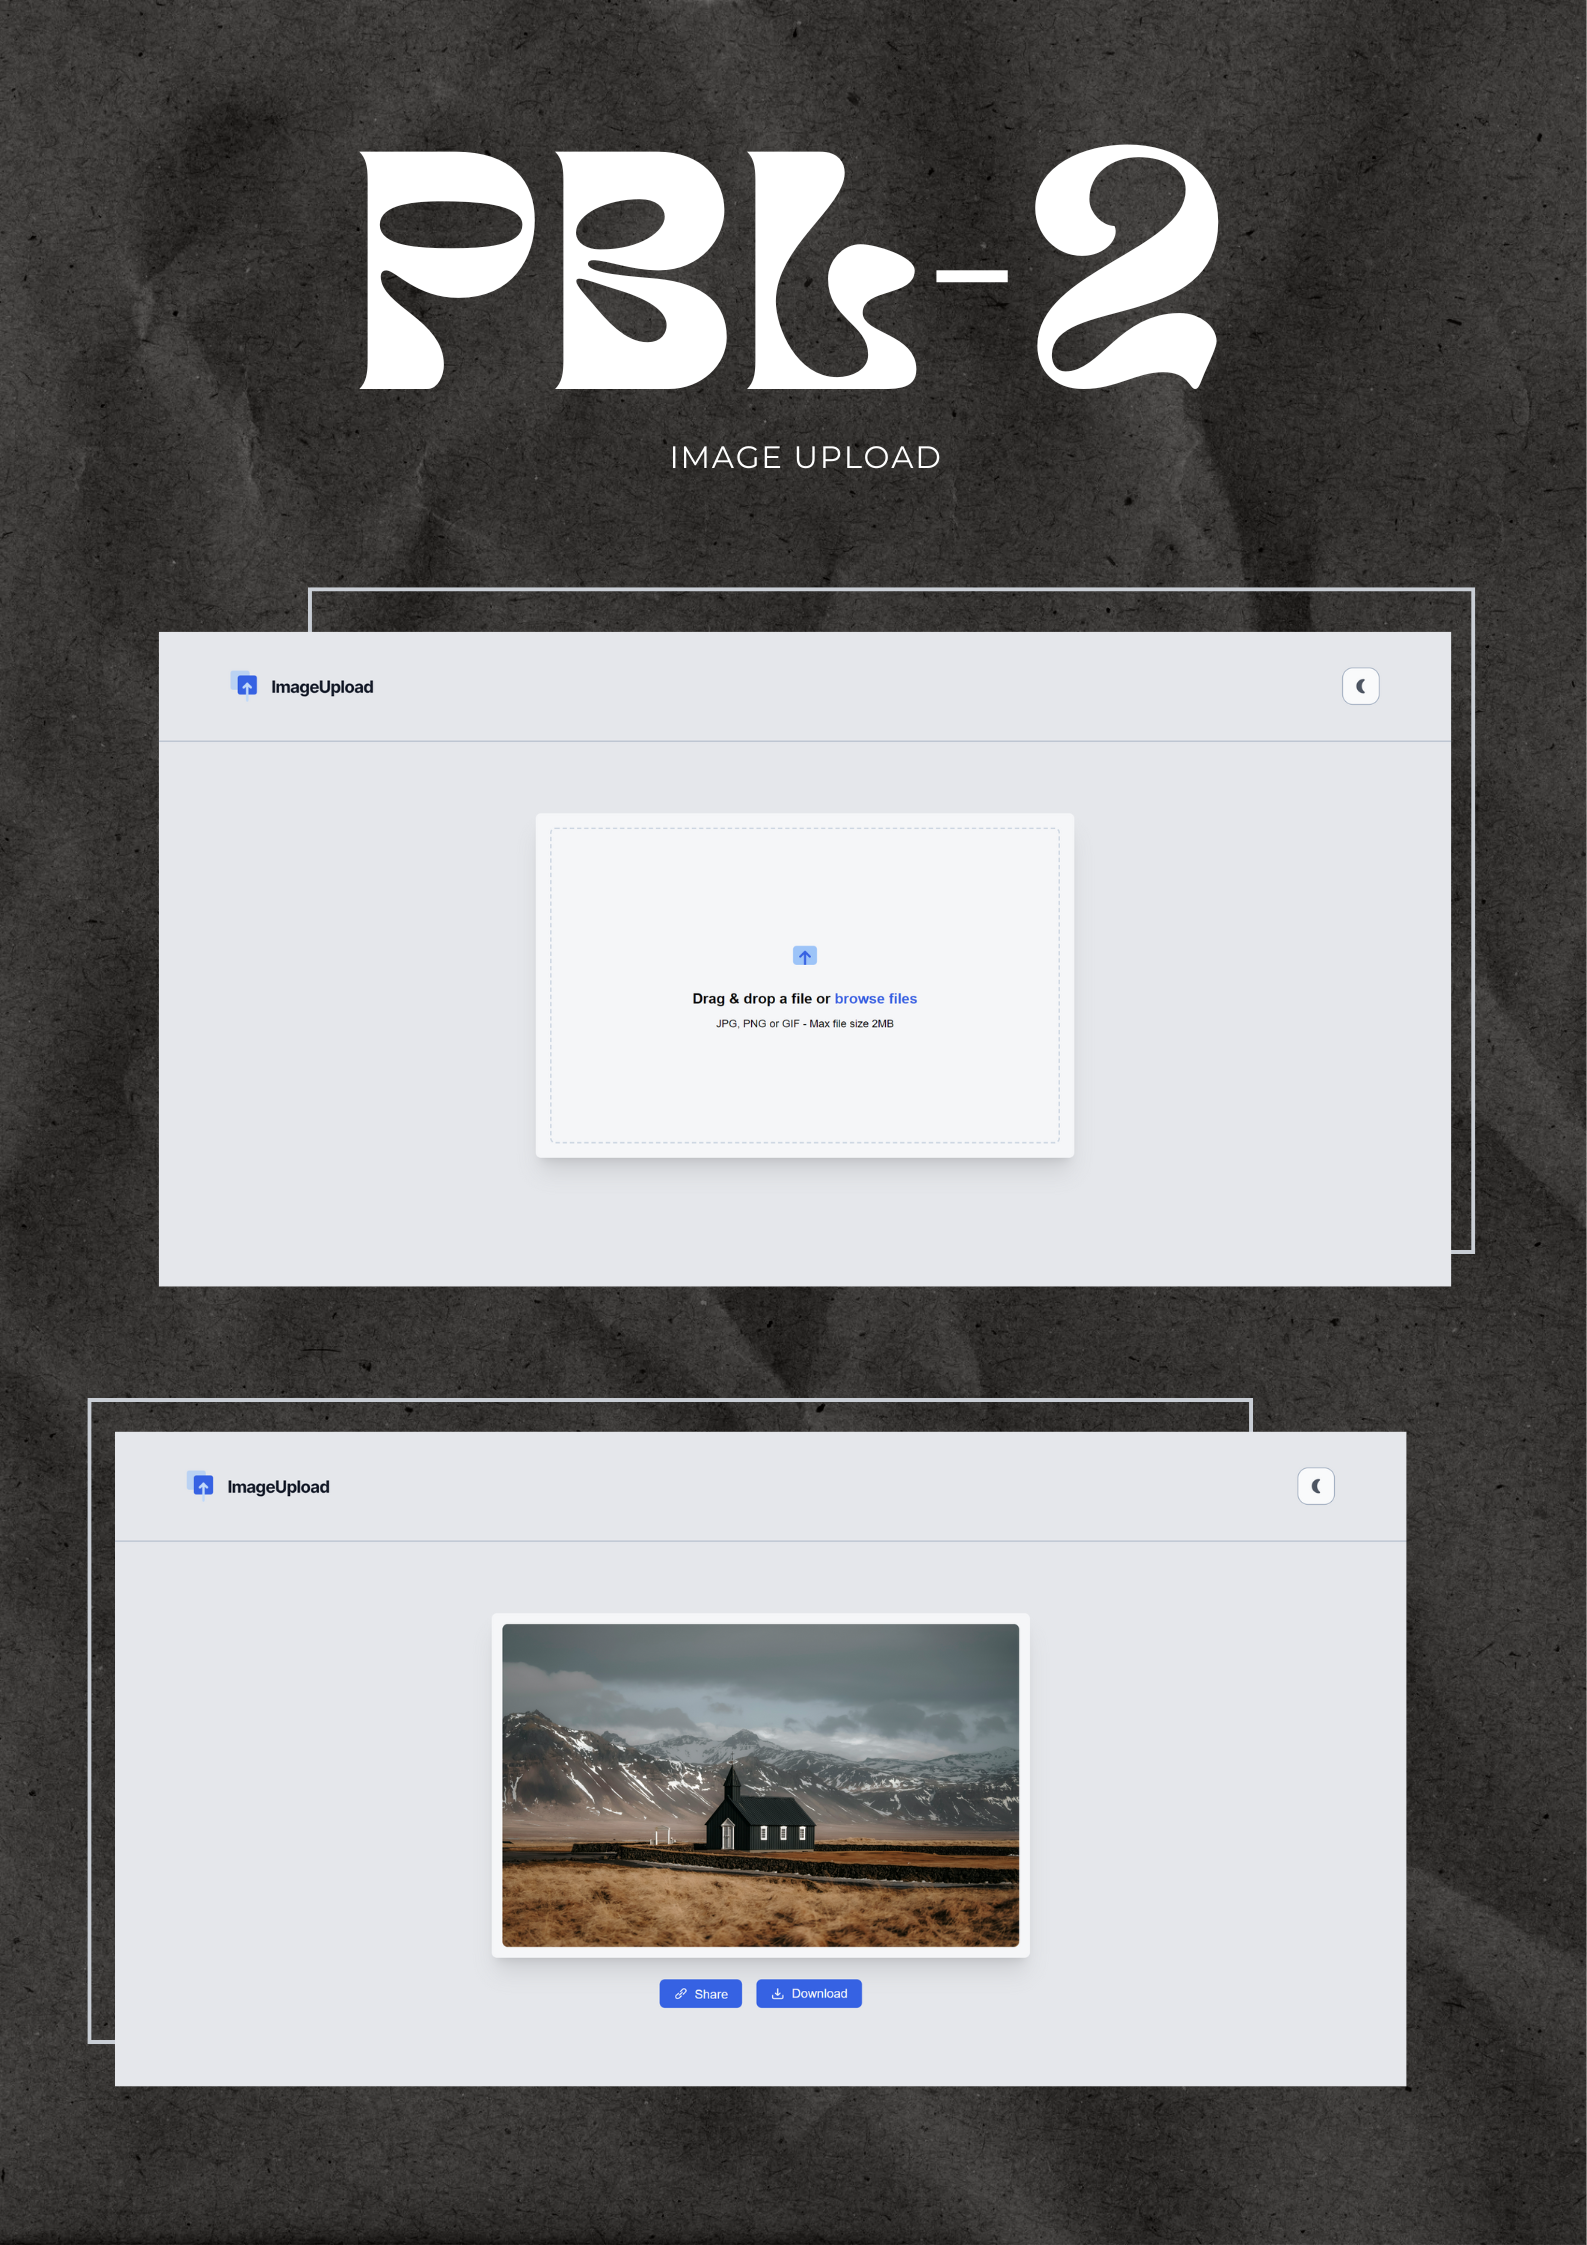 PBL-2
IMAGE UPLOAD
ImageUpload
Drag & drop a file or browse files
JPG, PNG or GIF - Max file size 2MB
ImageUpload
Share
Download